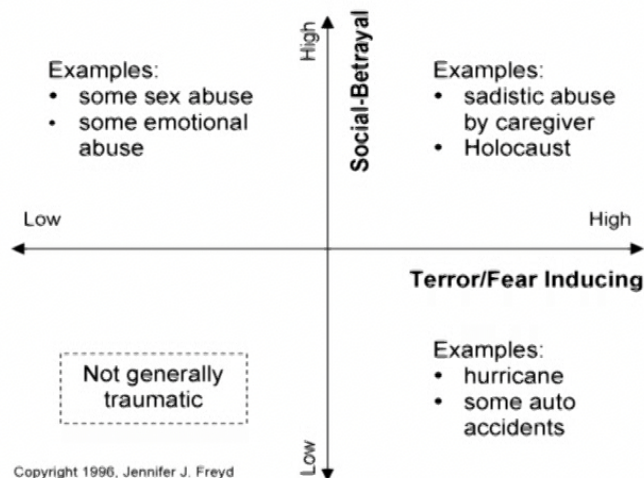 High
Social-Betrayal
Examples:
• some sex abuse
• some emotional
abuse
Examples:
• sadistic abuse
by caregiver
• Holocaust
Low
High
Terror/Fear Inducing
Not generally
traumatic
Examples:
• hurricane
• some auto
accidents
Low
Copyright 1996, Jennifer J. Freyd